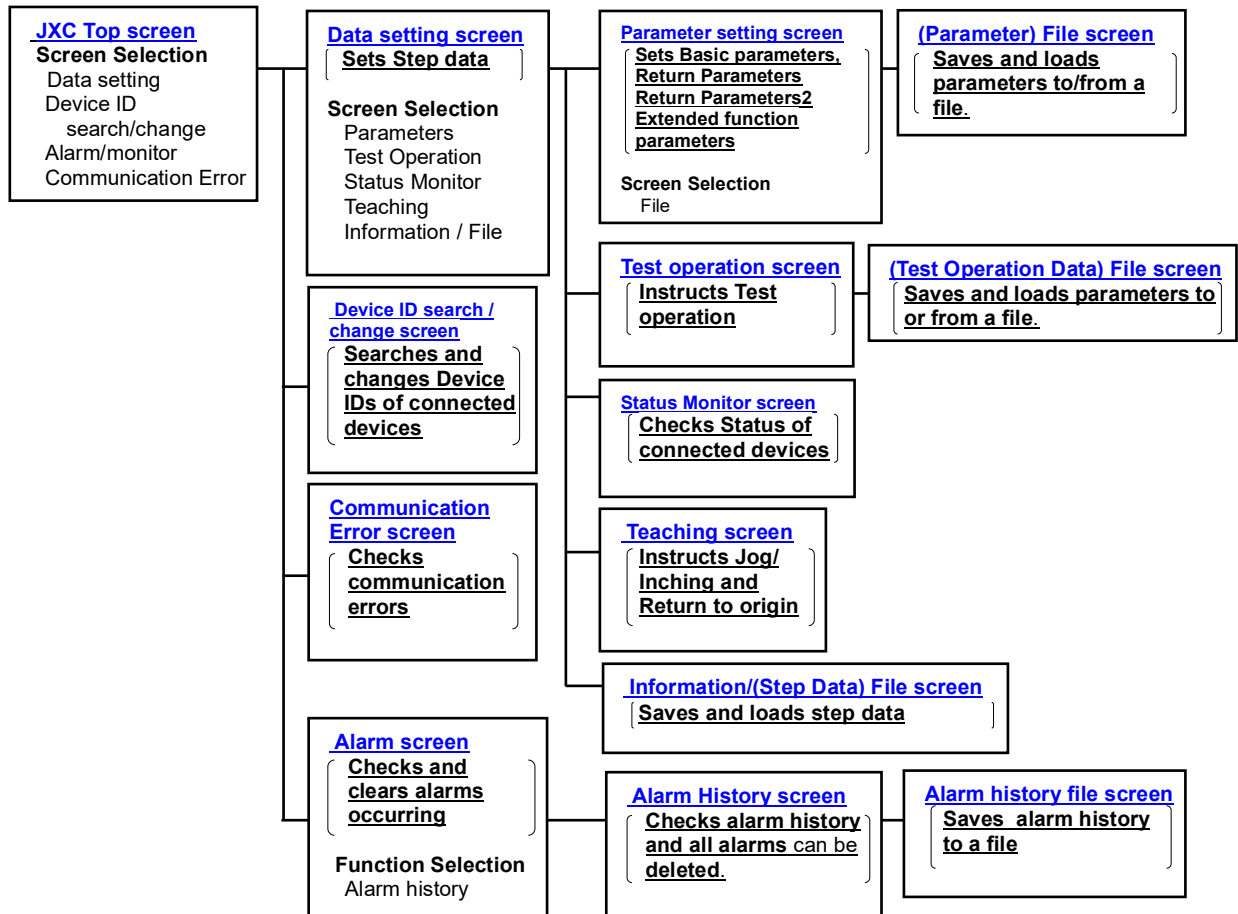 JXC Top screen
Screen Selection
Data setting
Device ID
search/change
Alarm/monitor
Communication Error
Data setting screen
Sets Step data
Screen Selection
Parameters
Test Operation
Status Monitor
Teaching
Information / File
Parameter setting screen
Sets Basic parameters,
Return Parameters
Return Parameters2
Extended function
parameters
Screen Selection
File
(Parameter) File screen
Saves and loads
parameters to/from a
file.
Test operation screen
Instructs Test
operation
(Test Operation Data) File screen
Saves and loads parameters to
or from a file.
Device ID search /
change screen
Searches and
changes Device
IDs of connected
devices
Status Monitor screen
Checks Status of
connected devices
Communication
Error screen
Checks
communication
errors
Teaching screen
Instructs Jog/
Inching and
Return to origin
Information/(Step Data) File screen
Saves and loads step data
Alarm screen
Checks and
clears alarms
occurring
Function Selection
Alarm history
Alarm History screen
Checks alarm history
and all alarms can be
deleted.
Alarm history file screen
Saves alarm history
to a file